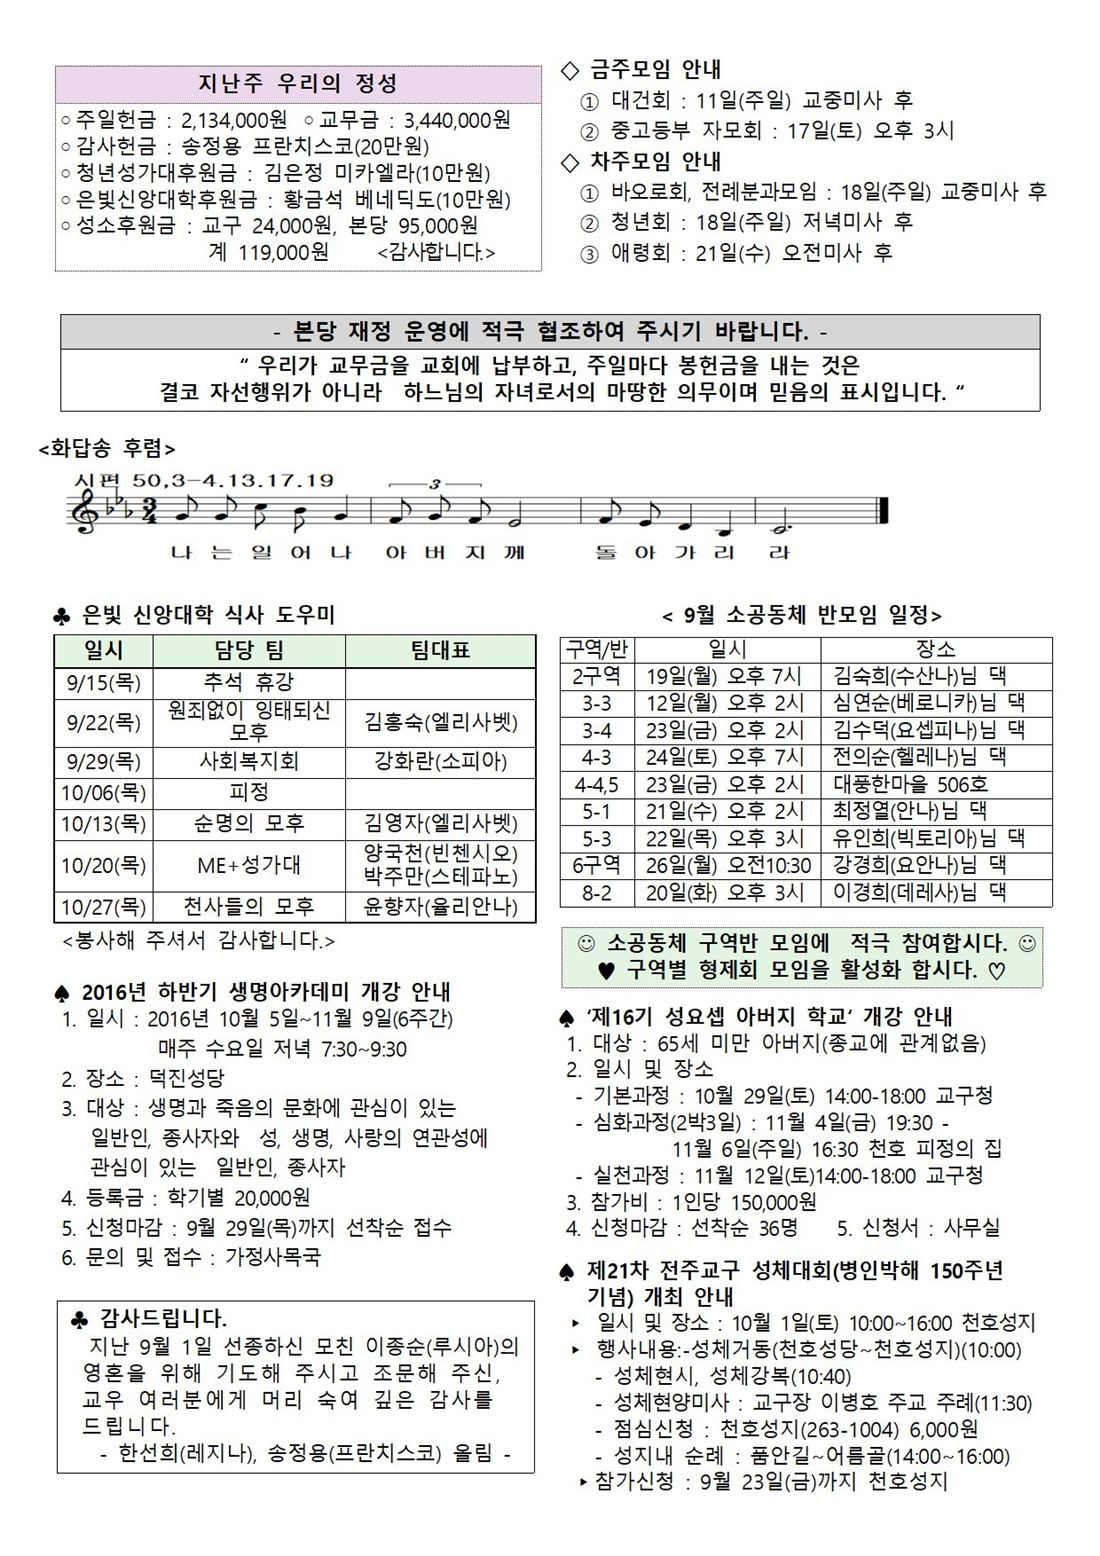 지난주 우리의 정성
○ 주일헌금 : 2,134,000원 ○ 교무금 : 3,440,000원
○ 감사헌금 : 송정용 프란치스코(20만원)
○ 청년성가대후원금 : 김은정 미카엘라(10만원)
○ 은빛신앙대학후원금 : 황금석 베네딕도(10만원)
○ 성소후원금 : 교구 24,000원, 본당 95,000원
계 119,000원 <감사합니다.>
◇ 금주모임 안내
① 대건회 : 11일(주일) 교중미사 후
② 중고등부 자모회 : 17일(토) 오후 3시
◇ 차주모임 안내
① 바오로회, 전례분과모임 : 18일(주일) 교중미사 후
② 청년회 : 18일(주일) 저녁미사 후
③ 애령회 : 21일(수) 오전미사 후
- 본당 재정 운영에 적극 협조하여 주시기 바랍니다. -
“ 우리가 교무금을 교회에 납부하고, 주일마다 봉헌금을 내는 것은
결코 자선행위가 아니라 하느님의 자녀로서의 마땅한 의무이며 믿음의 표시입니다. “
<화답송 후렴>
시편 50,3-4.13.17.19
3
3/4
나 는 일 어 나 아 버 지 께 돌 아 가 리 라
♣ 은빛 신앙대학 식사 도우미
일시 담당 팀 팀대표
9/15(목) 추석 휴강
9/22(목) 원죄없이 잉태되신 모후 김홍숙(엘리사벳)
9/29(목) 사회복지회 강화란(소피아)
10/06(목) 피정
10/13(목) 순명의 모후 김영자(엘리사벳)
10/20(목) ME+성가대 양국천(빈첸시오) 박주만(스테파노)
10/27(목) 천사들의 모후 윤향자(율리안나)
<봉사해 주셔서 감사합니다.>
♠ 2016년 하반기 생명아카데미 개강 안내
1. 일시 : 2016년 10월 5일~11월 9일(6주간)
매주 수요일 저녁 7:30~9:30
2. 장소 : 덕진성당
3. 대상 : 생명과 죽음의 문화에 관심이 있는
일반인, 종사자와 성, 생명, 사랑의 연관성에
관심이 있는 일반인, 종사자
4. 등록금 : 학기별 20,000원
5. 신청마감 : 9월 29일(목)까지 선착순 접수
6. 문의 및 접수 : 가정사목국
♣ 감사드립니다.
지난 9월 1일 선종하신 모친 이종순(루시아)의
영혼을 위해 기도해 주시고 조문해 주신,
교우 여러분에게 머리 숙여 깊은 감사를
드립니다.
- 한선희(레지나), 송정용(프란치스코) 올림 -
< 9월 소공동체 반모임 일정>
구역/반 일시 장소
2구역 19일(월) 오후 7시 김숙희(수산나)님 댁
3-3 12일(월) 오후 2시 심연순(베로니카)님 댁
3-4 23일(금) 오후 2시 김수덕(요셉피나)님 댁
4-3 24일(토) 오후 7시 전의순(헬레나)님 댁
4-4,5 23일(금) 오후 2시 대풍한마을 506호
5-1 21일(수) 오후 2시 최정열(안나)님 댁
5-3 22일(목) 오후 3시 유인희(빅토리아)님 댁
6구역 26일(월) 오전10:30 강경희(요안나)님 댁
8-2 20일(화) 오후 3시 이경희(데레사)님 댁
☺ 소공동체 구역반 모임에 적극 참여합시다. ☺
♥ 구역별 형제회 모임을 활성화 합시다. ♡
♠ ‘제16기 성요셉 아버지 학교‘ 개강 안내
1. 대상 : 65세 미만 아버지(종교에 관계없음)
2. 일시 및 장소
- 기본과정 : 10월 29일(토) 14:00-18:00 교구청
- 심화과정(2박3일) : 11월 4일(금) 19:30 -
11월 6일(주일) 16:30 천호 피정의 집
- 실천과정 : 11월 12일(토)14:00-18:00 교구청
3. 참가비 : 1인당 150,000원
4. 신청마감 : 선착순 36명 5. 신청서 : 사무실
♠ 제21차 전주교구 성체대회(병인박해 150주년
기념) 개최 안내
▸ 일시 및 장소 : 10월 1일(토) 10:00~16:00 천호성지
▸ 행사내용:-성체거동(천호성당~천호성지)(10:00)
- 성체현시, 성체강복(10:40)
- 성체현양미사 : 교구장 이병호 주교 주례(11:30)
- 점심신청 : 천호성지(263-1004) 6,000원
- 성지내 순례 : 품안길~어름골(14:00~16:00)
▸ 참가신청 : 9월 23일(금)까지 천호성지